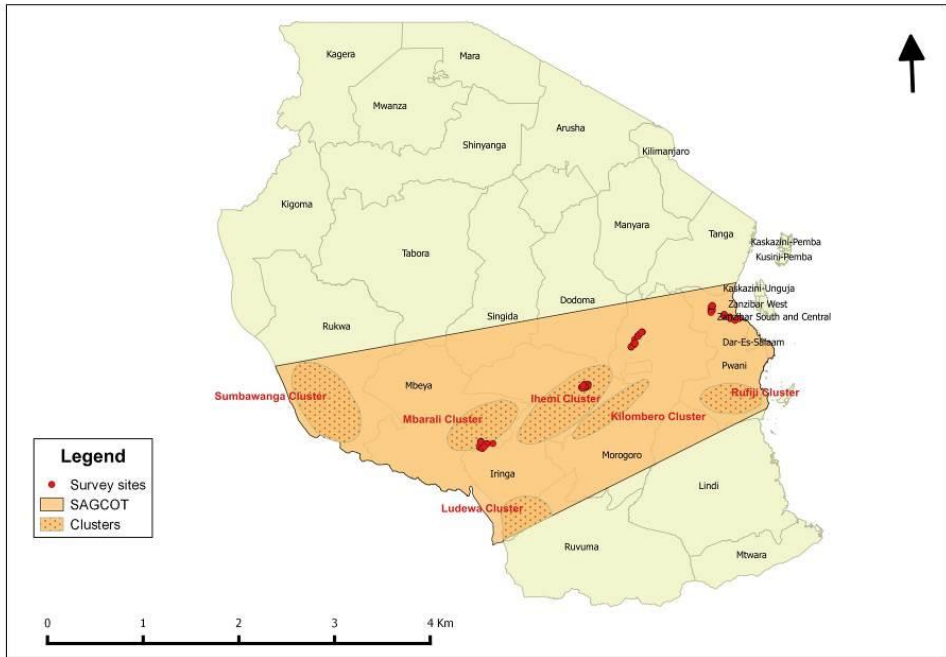 Kagera
Mara
Mwanza
Arusha
Shinyanga
Kilimanjaro
Kigoma
Manyara
Tanga
Tabora
Kaskazini-Pemba
Kusini-Pemba
Kaskazini-Unguja
Dodoma
Zanzibar West
Singida
Zanzibar South and Central
Rukwa
Dar-Es-Salaam
Pwani
Mbeya
Sumbawanga Cluster
Ihemi Cluster
Rufiji Cluster
Mbarali Cluster
Kilombero Cluster
Morogoro
Iringa
Lindi
Ludewa Cluster
Ruvuma
Mtwara
Legend
Survey sites
SAGCOT
Clusters
0 1 2 3 4 Km